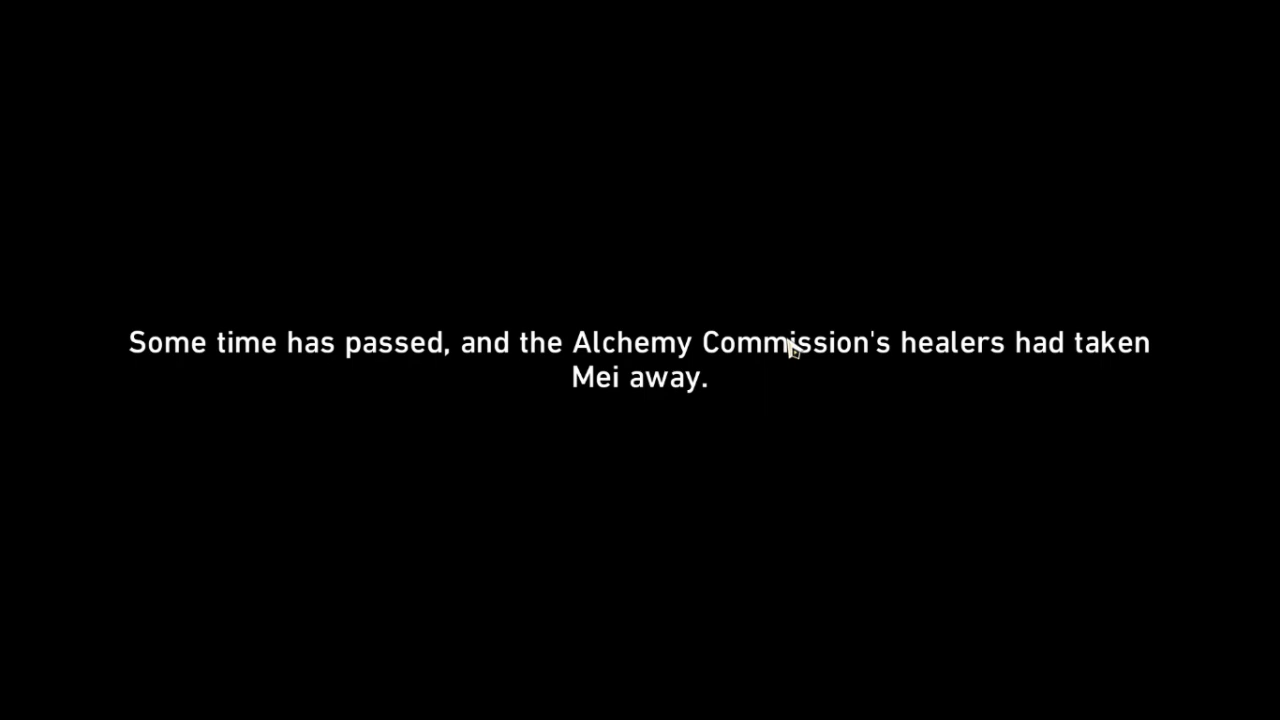 Some time has passed, and the Alchemy Commission's healers had taken
Mei away.